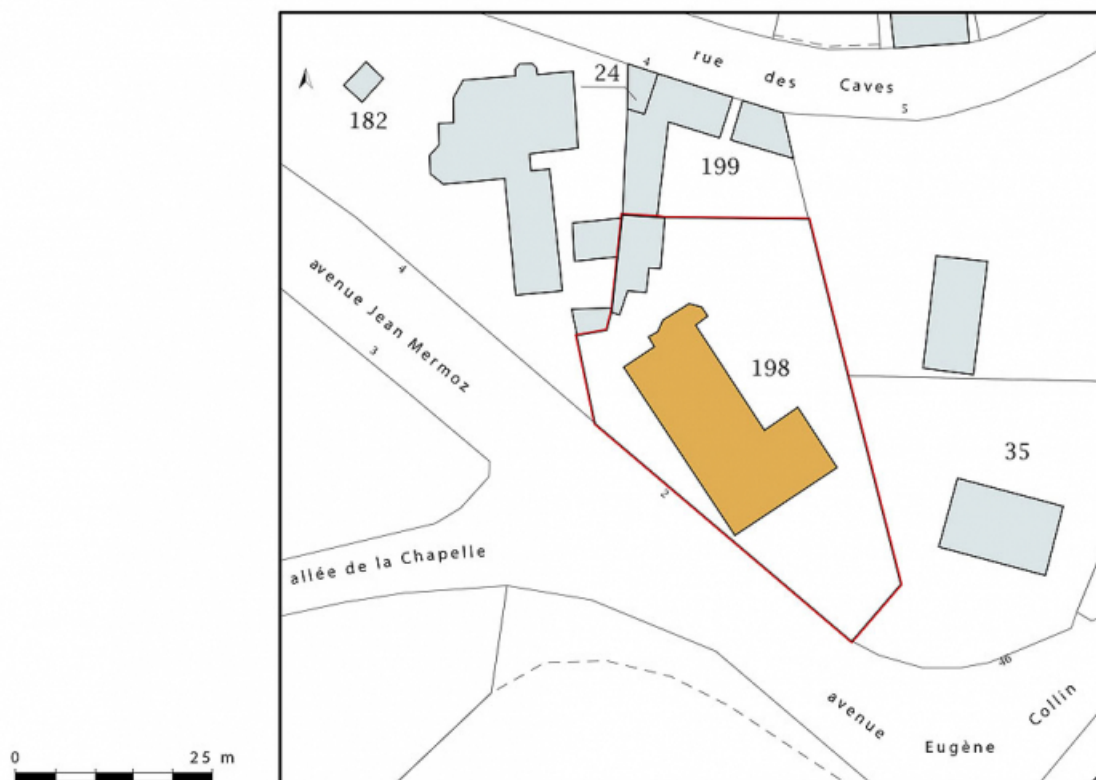 4
rue des Caves
24
5
182
199
avenue Jean Mermoz
4
3
198
2
35
allée de la Chapelle
46
avenue Eugène Collin
0 25 m